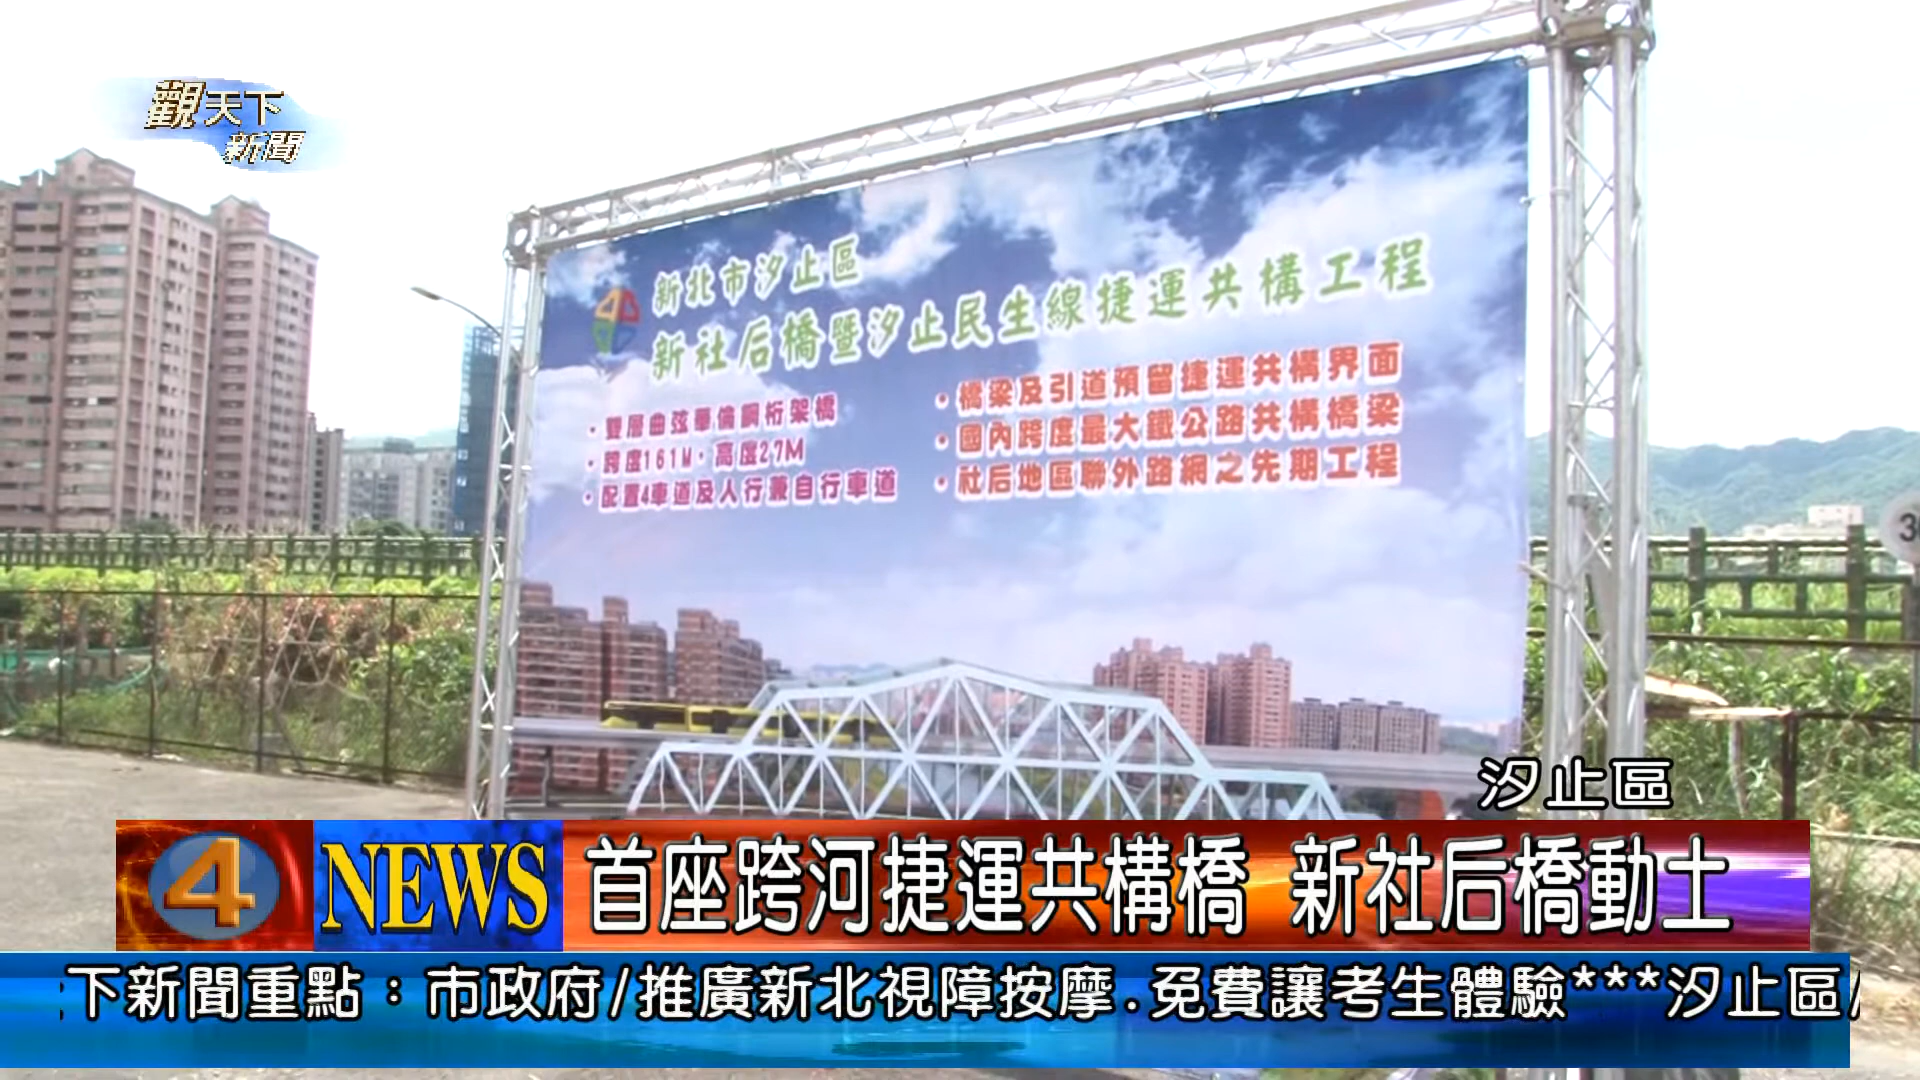 觀天下
新聞
新北市汐止區
新社后橋暨汐止民生線捷運共構工程
・雙層曲弦華倫鋼桁架橋
・跨度161M，高度27M
・配置4車道及人行兼自行車道
・橋梁及引道預留捷運共構界面
・國內跨度最大鐵公路共構橋梁
・社后地區聯外路網之先期工程
3
汐止區
4 NEWS 首座跨河捷運共構橋 新社后橋動土
下新聞重點：市政府/推廣新北視障按摩.免費讓考生體驗***汐止區/